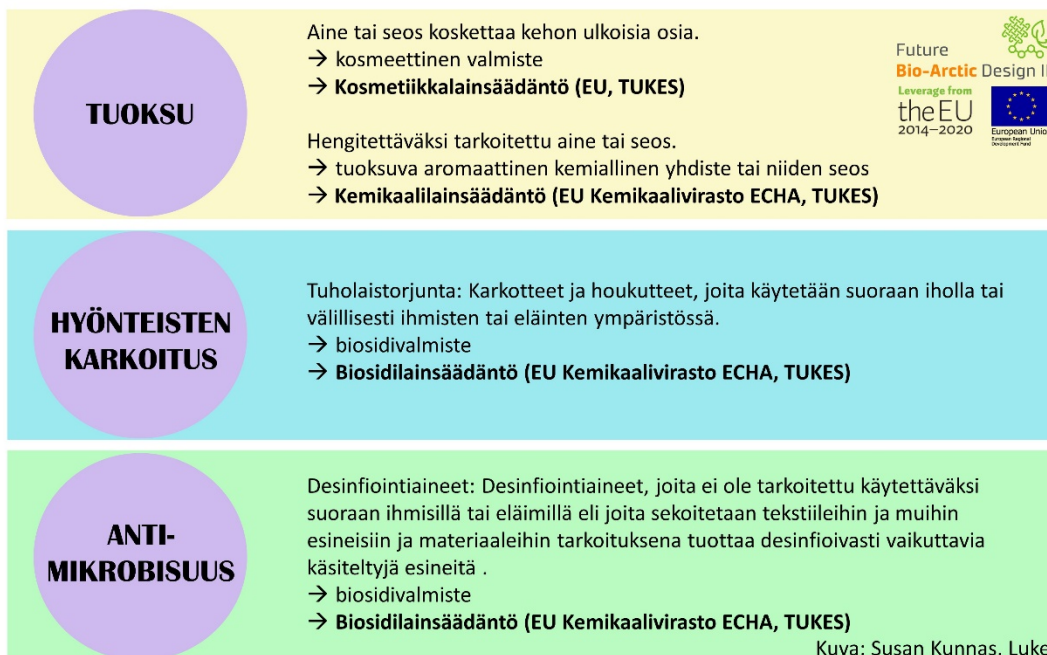 TUOKSU
Aine tai seos koskettaa kehon ulkoisia osia.
→ kosmeettinen valmiste
→ Kosmetiikkalainsäädäntö (EU, TUKES)
Hengitettäväksi tarkoitettu aine tai seos.
→ tuoksuva aromaattinen kemiallinen yhdiste tai niiden seos
→ Kemikaalilainsäädäntö (EU Kemikaalivirasto ECHA, TUKES)
Future
Bio-Arctic Design II
Leverage from
the EU
2014–2020
European Union
European Regional
Development Fund
HYÖNTEISTEN
KARKOITUS
Tuholaistorjunta: Karkotteet ja houkutteet, joita käytetään suoraan iholla tai
välillisesti ihmisten tai eläinten ympäristössä.
→ biosidivalmiste
→ Biosidilainsäädäntö (EU Kemikaalivirasto ECHA, TUKES)
ANTI-
MIKROBISUUS
Desinfiointiaineet: Desinfiointiaineet, joita ei ole tarkoitettu käytettäväksi
suoraan ihmisillä tai eläimillä eli joita sekoitetaan tekstiileihin ja muihin
esineisiin ja materiaaleihin tarkoituksena tuottaa desinfioivasti vaikuttavia
käsiteltyjä esineitä .
→ biosidivalmiste
→ Biosidilainsäädäntö (EU Kemikaalivirasto ECHA, TUKES)
Kuva: Susan Kunnas, Luke